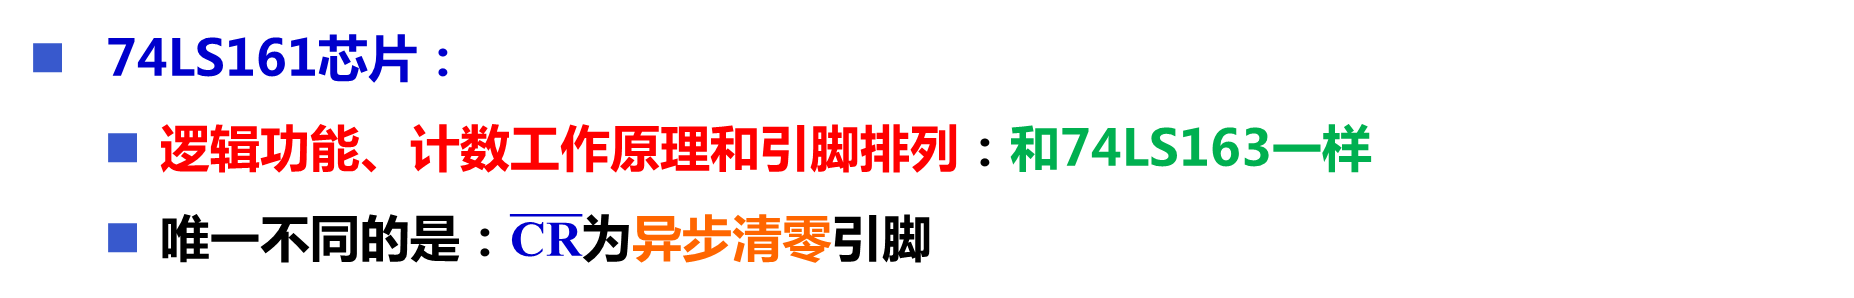 74LS161芯片：
逻辑功能、计数工作原理和引脚排列：和74LS163一样
唯一不同的是：C̅R̅为异步清零引脚